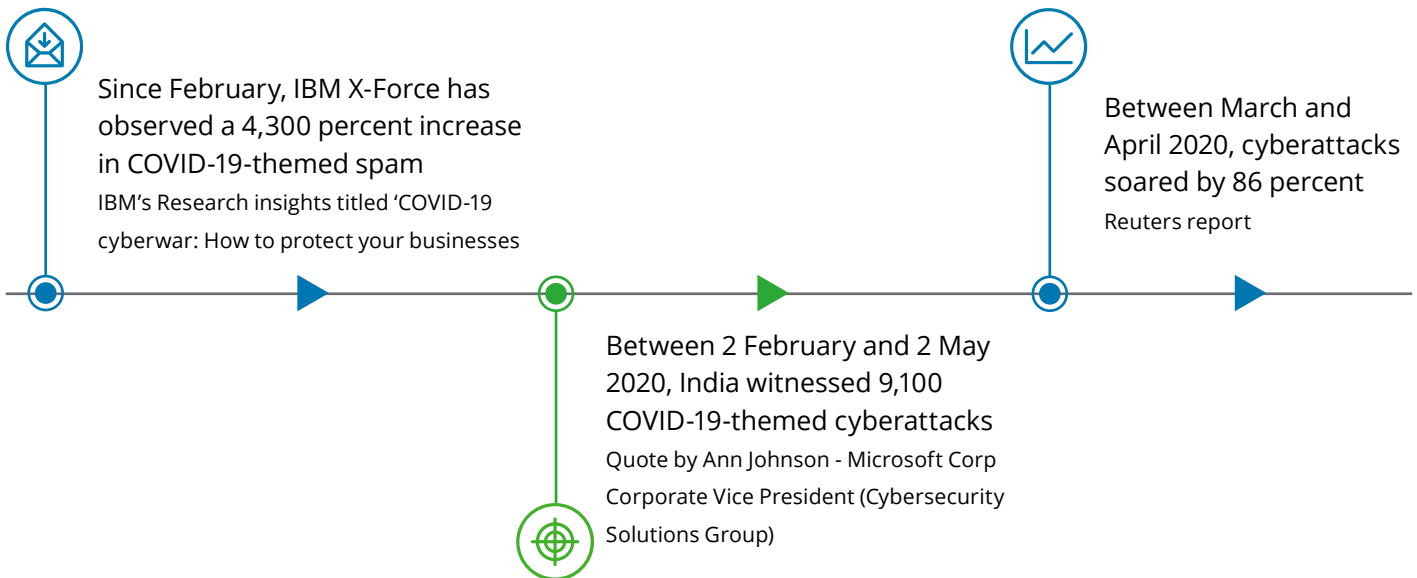 Since February, IBM X-Force has
observed a 4,300 percent increase
in COVID-19-themed spam
IBM’s Research insights titled ‘COVID-19
cyberwar: How to protect your businesses
Between 2 February and 2 May
2020, India witnessed 9,100
COVID-19-themed cyberattacks
Quote by Ann Johnson - Microsoft Corp
Corporate Vice President (Cybersecurity
Solutions Group)
Between March and
April 2020, cyberattacks
soared by 86 percent
Reuters report